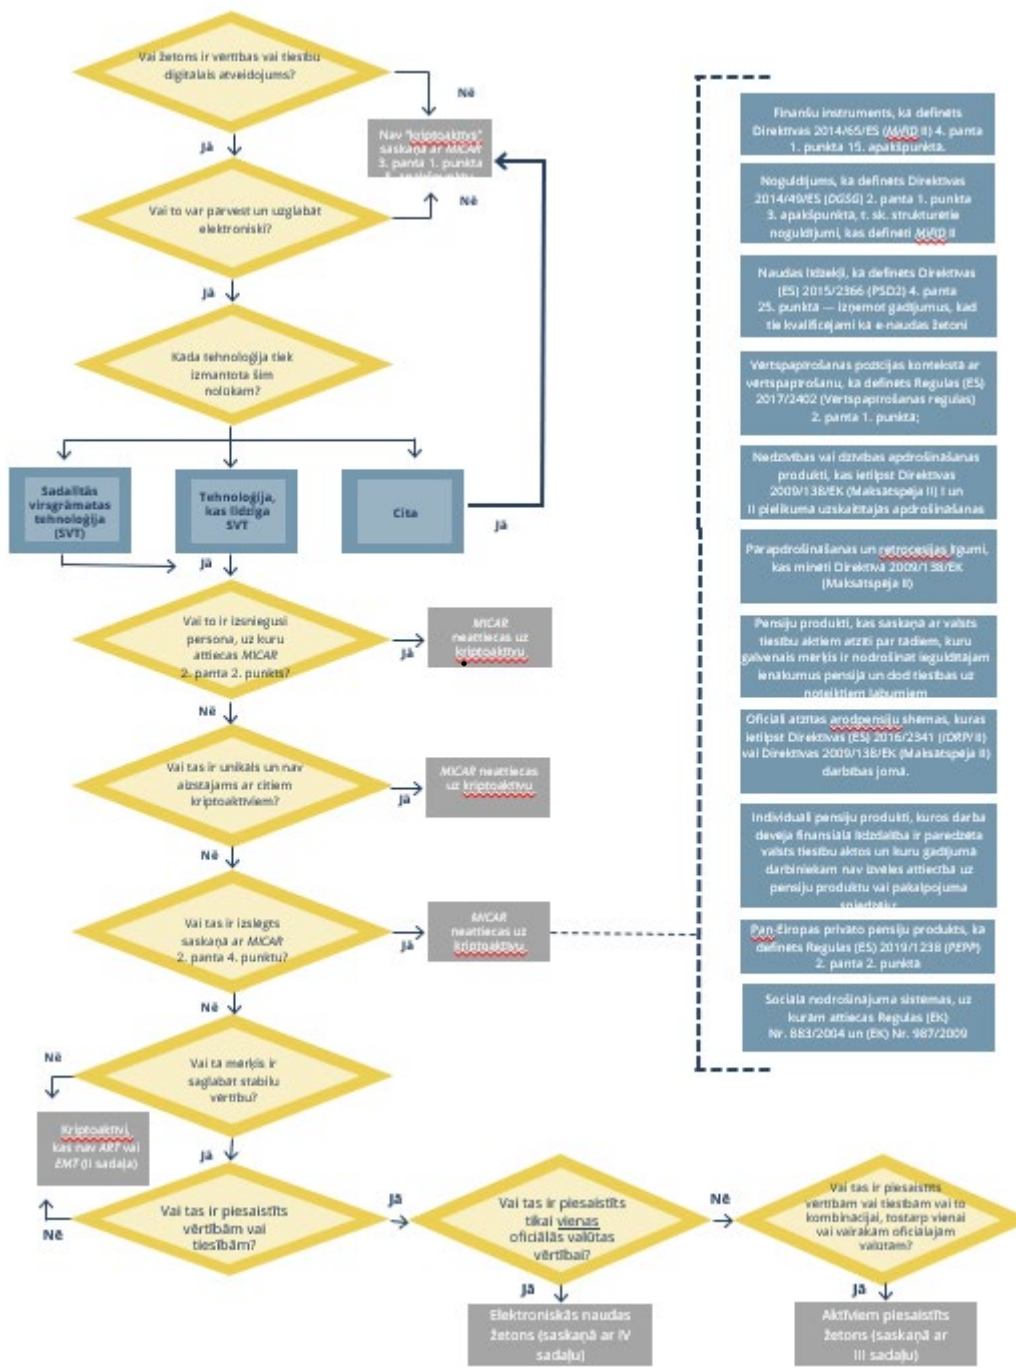 Vai žetons ir vērtības vai tiesību
digitālais atveidojums?
Nē
Nav "kriptoaktīvs"
saskaņā ar MICAR
3. panta 1. punkta
5. apakšpunktu
Jā
Vai to var pārvest un uzglabāt
elektroniski?
Nē
Jā
Kāda tehnoloģija tiek
izmantota šim
nolūkam?
Sadalītās
virsgrāmatas
tehnoloģija
(SVT)
Tehnoloģija,
kas līdzīga
SVT
Cita
Jā
Jā
Vai to ir izsniegusi
persona, uz kuru
attiecas MICAR
2. panta 2. punkts?
Jā
MICAR
neattiecas uz
kriptoaktīvu
Nē
Vai tas ir unikāls un nav
aizstājams ar citiem
kriptoaktīviem?
Jā
MICAR neattiecas
uz kriptoaktīvu
Nē
Vai tas ir izslēgts
saskaņā ar MICAR
2. panta 4. punktu?
Jā
MICAR
neattiecas uz
kriptoaktīvu
Nē
Vai tā mērķis ir
saglabāt stabilu
vērtību?
Nē
Kriptoaktīvi,
kas nav ART vai
EMT (II sadaļa)
Jā
Vai tas ir piesaistīts
vērtībām vai
tiesībām?
Nē
Jā
Vai tas ir piesaistīts
tikai vienas
oficiālās valūtas
vērtībai?
Nē
Vai tas ir piesaistīts
vērtībām vai tiesībām vai to
kombinācijai, tostarp vienai
vai vairākām oficiālajām
valūtām?
Jā
Elektroniskās naudas
žetons (saskaņā ar IV
sadaļu)
Jā
Aktīviem piesaistīts
žetons (saskaņā ar
III sadaļu)
Finanšu instruments, kā definēts
Direktīvas 2014/65/ES (MiFID II) 4. panta
1. punkta 15. apakšpunktā.
Noguldījums, kā definēts Direktīvas
2014/49/ES (DGSG) 2. panta 1. punkta
3. apakšpunktā, t. sk. strukturētie
noguldījumi, kas definēti MiFID II
Naudas līdzekļi, kā definēts Direktīvas
(ES) 2015/2366 (PSD2) 4. panta
25. punktā — izņemot gadījumus, kad
tie kvalificējami kā e-naudas žetoni
Vērtspapīrošanas pozīcijas kontekstā ar
vērtspapīrošanu, kā definēts Regulas (ES)
2017/2402 (Vērtspapīrošanas regulas)
2. panta 1. punktā;
Nedzīvības vai dzīvības apdrošināšanas
produkti, kas ietilpst Direktīvas
2009/138/EK (Maksātspēja II) I un
II pielikumā uzskaitītajās apdrošināšanas
Pārapdrošināšanas un retrocesijas līgumi,
kas minēti Direktīvā 2009/138/EK
(Maksātspēja II)
Pensiju produkti, kas saskaņā ar valsts
tiesību aktiem atzīti par tādiem, kuru
galvenais mērķis ir nodrošināt ieguldītājam
ienākumus pensijā un dod tiesības uz
noteiktiem labumiem
Oficiāli atzītas arodpensiju shēmas, kuras
ietilpst Direktīvas (ES) 2016/2341 (IORP II)
vai Direktīvas 2009/138/EK (Maksātspēja II)
darbības jomā.
Individuāli pensiju produkti, kuros darba
devēja finansiālā līdzdalība ir paredzēta
valsts tiesību aktos un kuru gadījumā
darbiniekam nav izvēles attiecībā uz
pensiju produktu vai pakalpojuma
sniedzēju
Pan-Eiropas privāto pensiju produkts, kā
definēts Regulas (ES) 2019/1238 (PEPP)
2. panta 2. punktā
Sociālā nodrošinājuma sistēmas, uz
kurām attiecas Regulas (EK)
Nr. 883/2004 un (EK) Nr. 987/2009